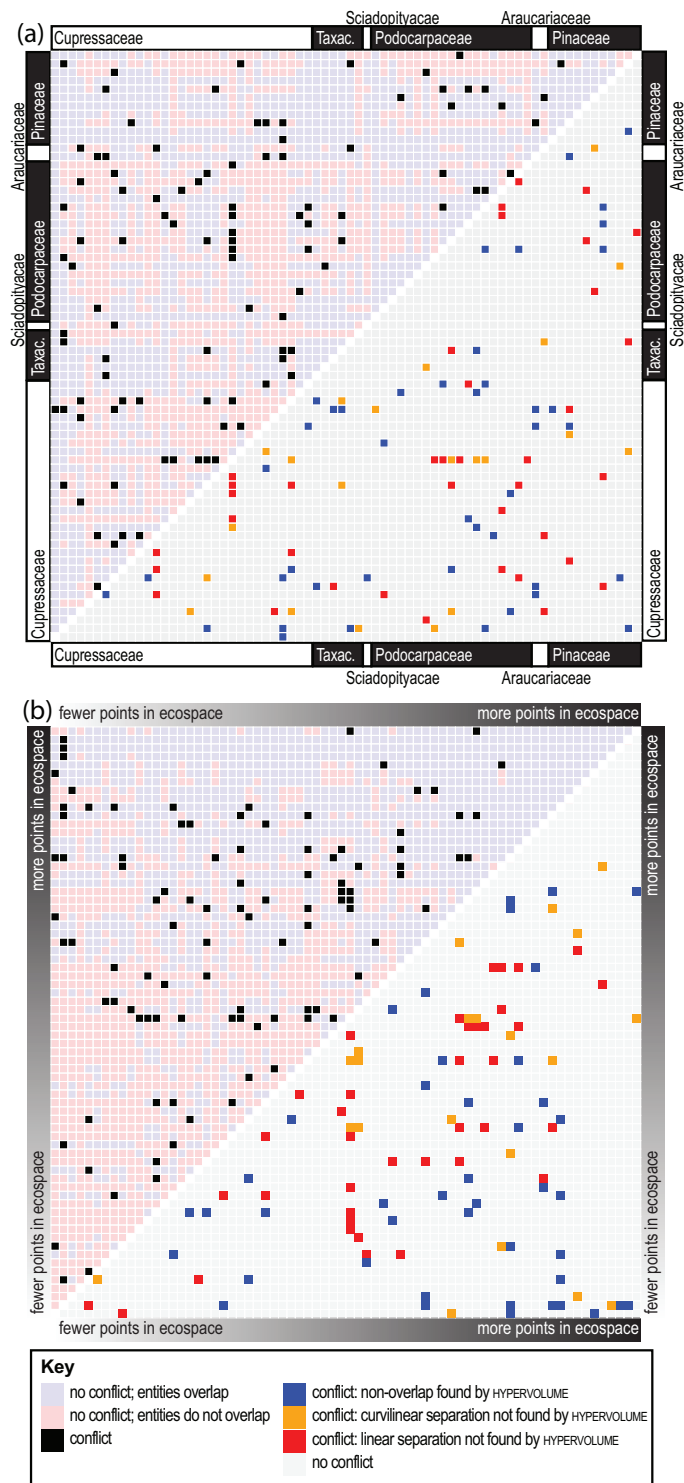 Sciadopityacae Araucariaceae
(a)
Cupressaceae Taxac. Podocarpaceae Pinaceae
Pinaceae
Araucariaceae
Podocarpaceae
Sciadopityacae
Taxac.
Cupressaceae
Pinaceae
Araucariaceae
Podocarpaceae
Sciadopityacae
Taxac.
Cupressaceae
Cupressaceae Taxac. Podocarpaceae Pinaceae
Sciadopityacae Araucariaceae
(b)
fewer points in ecospace more points in ecospace
more points in ecospace
fewer points in ecospace
more points in ecospace
fewer points in ecospace
fewer points in ecospace more points in ecospace
Key
no conflict; entities overlap
no conflict; entities do not overlap
conflict
conflict: non-overlap found by HYPERVOLUME
conflict: curvilinear separation not found by HYPERVOLUME
conflict: linear separation not found by HYPERVOLUME
no conflict